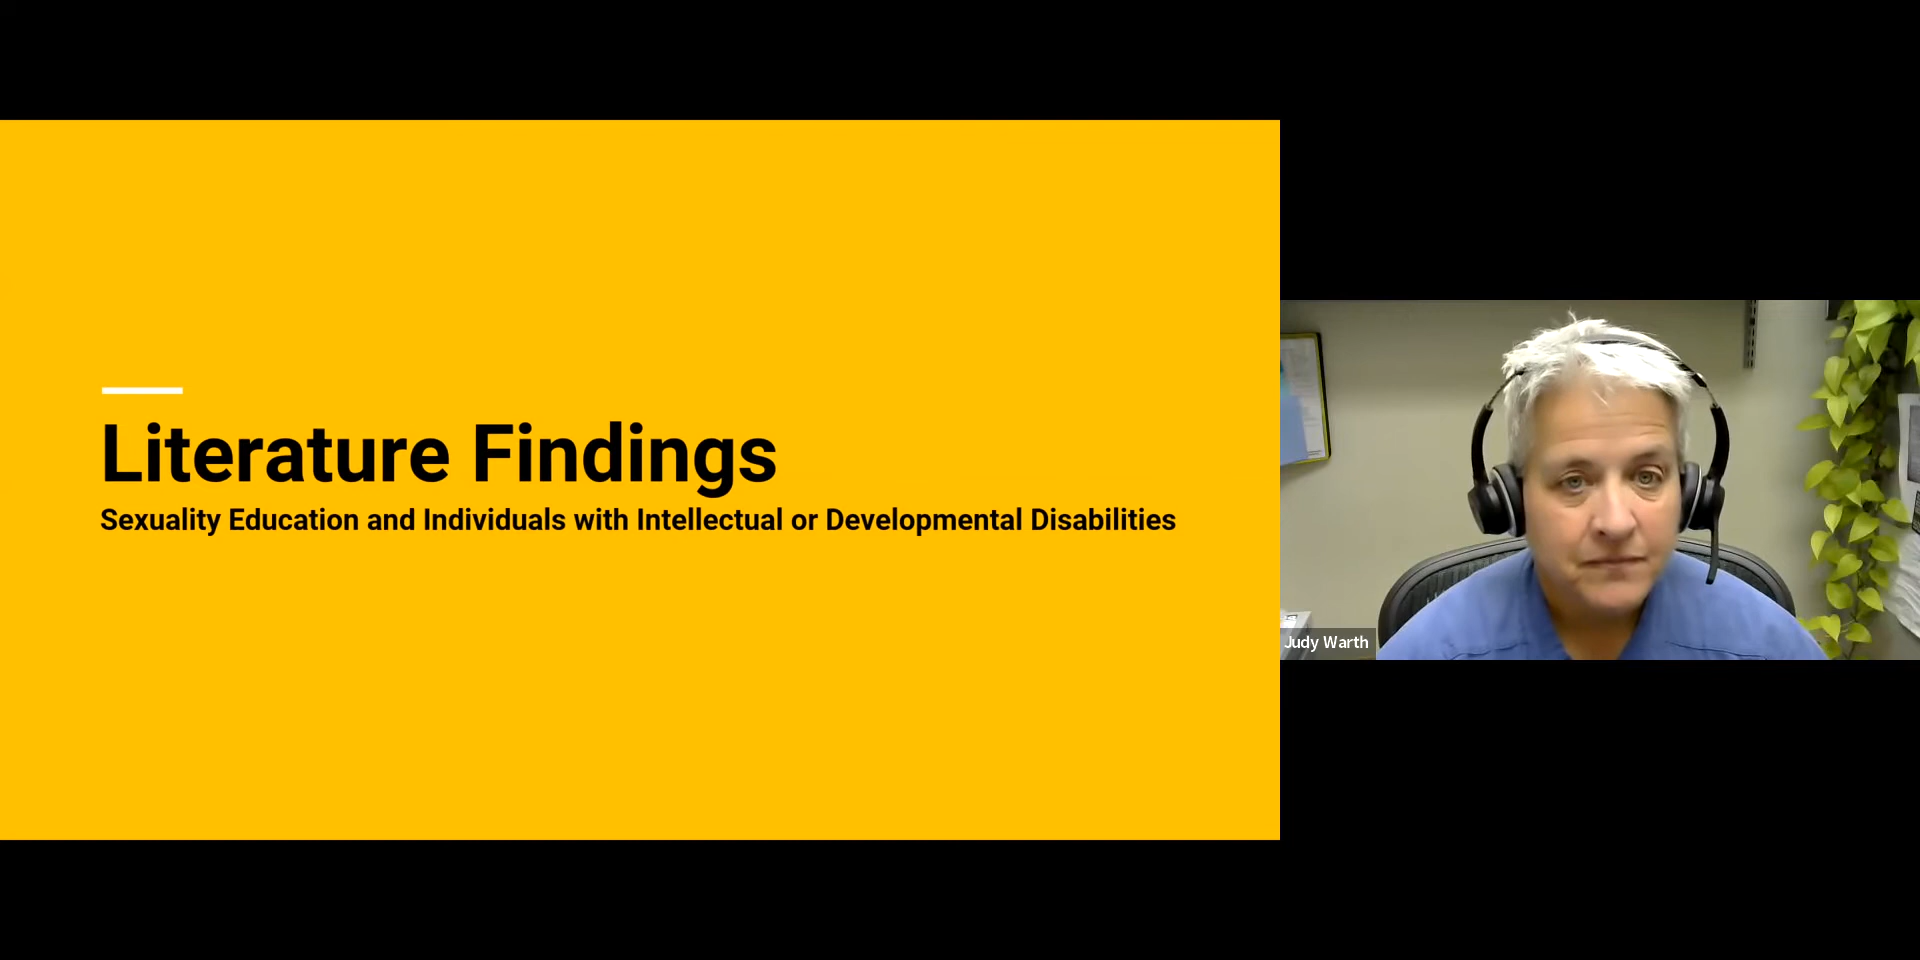 Literature Findings
Sexuality Education and Individuals with Intellectual or Developmental Disabilities
Judy Warth